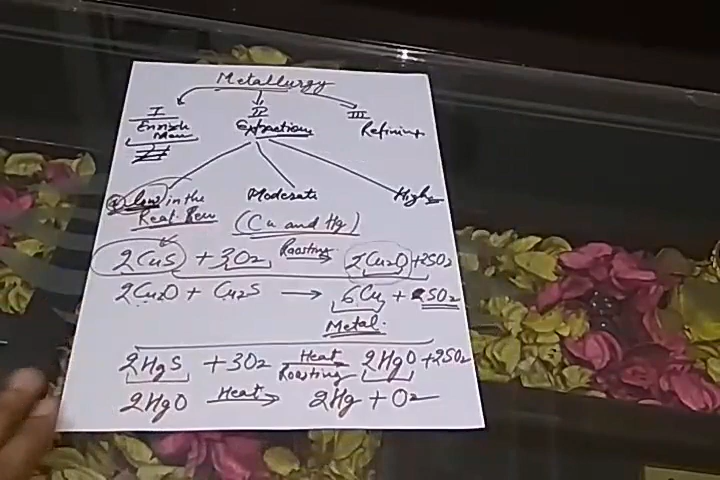 Metallurgy
I II III
Enrich Extraction Refining
@ low in the Moderate High
Reat. Seri (Cu and Hg)
2CuS + 3O2 Roasting → 2Cu2O + 2SO2
2Cu2O + Cu2S → 6Cu + SO2
Metal.
2HgS + 3O2 Heat Roasting → 2HgO + 2SO2
2HgO Heat → 2Hg + O2